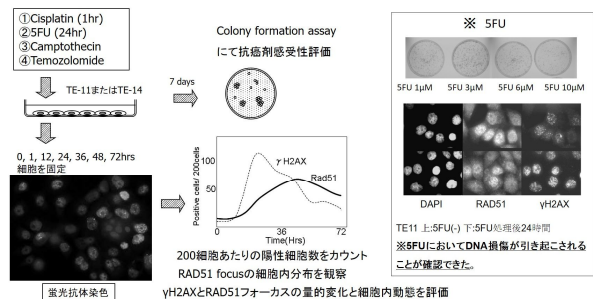 ①Cisplatin (1hr)
②5FU (24hr)
③Camptothecin
④Temozolomide
TE-11またはTE-14
0, 1, 12, 24, 36, 48, 72hrs
細胞を固定
蛍光抗体染色
7 days
Colony formation assay
にて抗癌剤感受性評価
Positive cells/ 200cells
100
50
γ H2AX
Rad51
0
36
72
Time(Hrs)
200細胞あたりの陽性細胞数をカウント
RAD51 focusの細胞内分布を観察
γH2AXとRAD51フォーカスの量的変化と細胞内動態を評価
※ 5FU
5FU 1μM
5FU 3μM
5FU 6μM
5FU 10μM
DAPI
RAD51
γH2AX
TE11 上:5FU(-) 下:5FU処理後24時間
※5FUにおいてDNA損傷が引き起こされる
ことが確認できた。